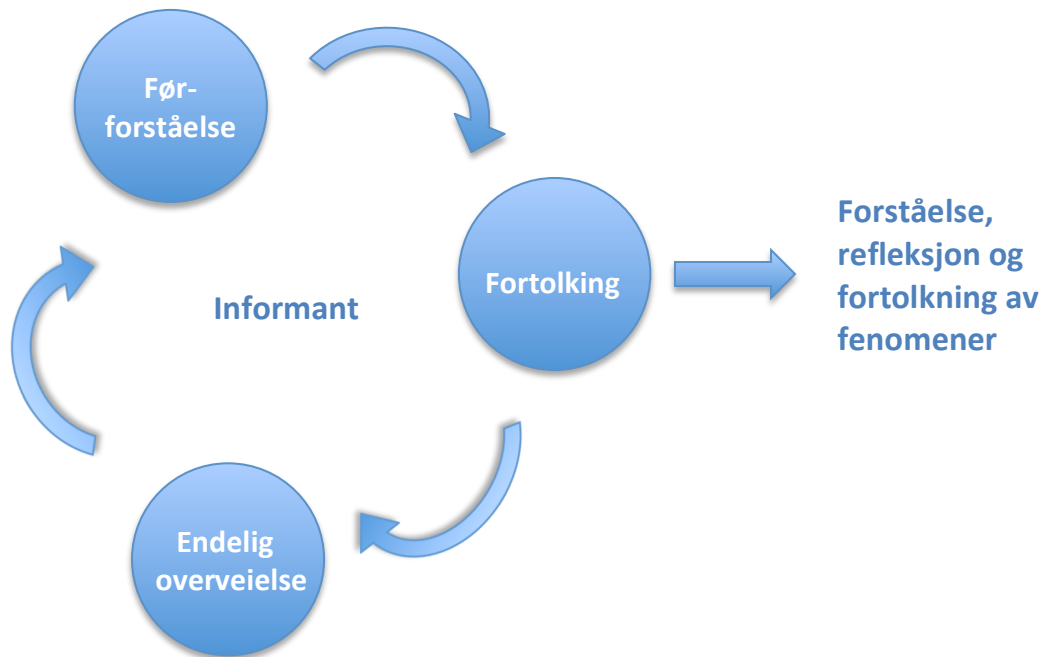 Før-
forståelse
Fortolking
Forståelse,
refleksjon og
fortolkning av
fenomener
Informant
Endelig
overveielse